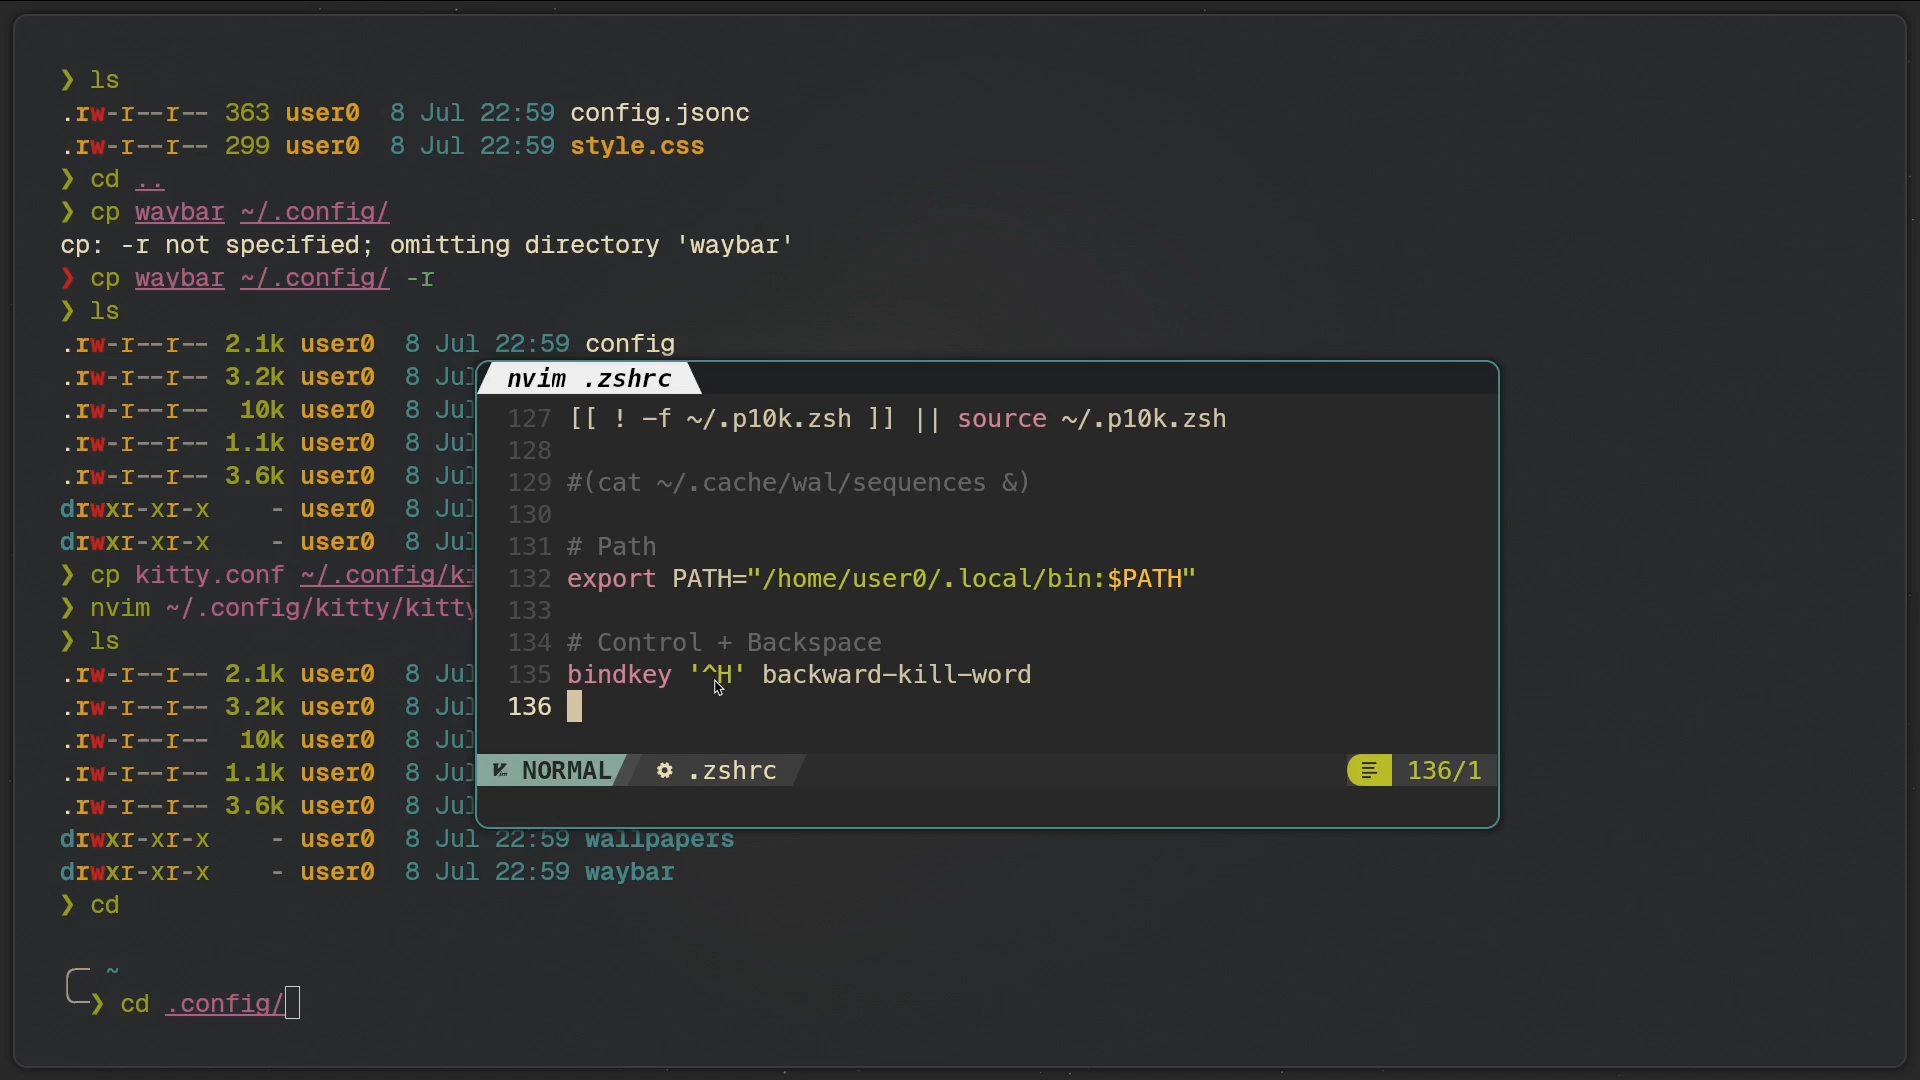 ❯ ls
.rw-r--r-- 363 user0  8 Jul 22:59 config.jsonc
.rw-r--r-- 299 user0  8 Jul 22:59 style.css
❯ cd ..
❯ cp waybar ~/.config/
cp: -r not specified; omitting directory 'waybar'
❯ cp waybar ~/.config/ -r
❯ ls
.rw-r--r-- 2.1k user0  8 Jul 22:59 config
.rw-r--r-- 3.2k user0  8 Jul
.rw-r--r--  10k user0  8 Jul
.rw-r--r-- 1.1k user0  8 Jul
.rw-r--r-- 3.6k user0  8 Jul
drwxr-xr-x    - user0  8 Jul
drwxr-xr-x    - user0  8 Jul
❯ cp kitty.conf ~/.config/ki
❯ nvim ~/.config/kitty/kitty
❯ ls
.rw-r--r-- 2.1k user0  8 Jul
.rw-r--r-- 3.2k user0  8 Jul
.rw-r--r--  10k user0  8 Jul
.rw-r--r-- 1.1k user0  8 Jul
.rw-r--r-- 3.6k user0  8 Jul
drwxr-xr-x    - user0  8 Jul 22:59 wallpapers
drwxr-xr-x    - user0  8 Jul 22:59 waybar
❯ cd
~
❯ cd .config/
nvim .zshrc
127 [[ ! -f ~/.p10k.zsh ]] || source ~/.p10k.zsh
128
129 #(cat ~/.cache/wal/sequences &)
130
131 # Path
132 export PATH="/home/user0/.local/bin:$PATH"
133
134 # Control + Backspace
135 bindkey '^H' backward-kill-word
136
NORMAL .zshrc 136/1